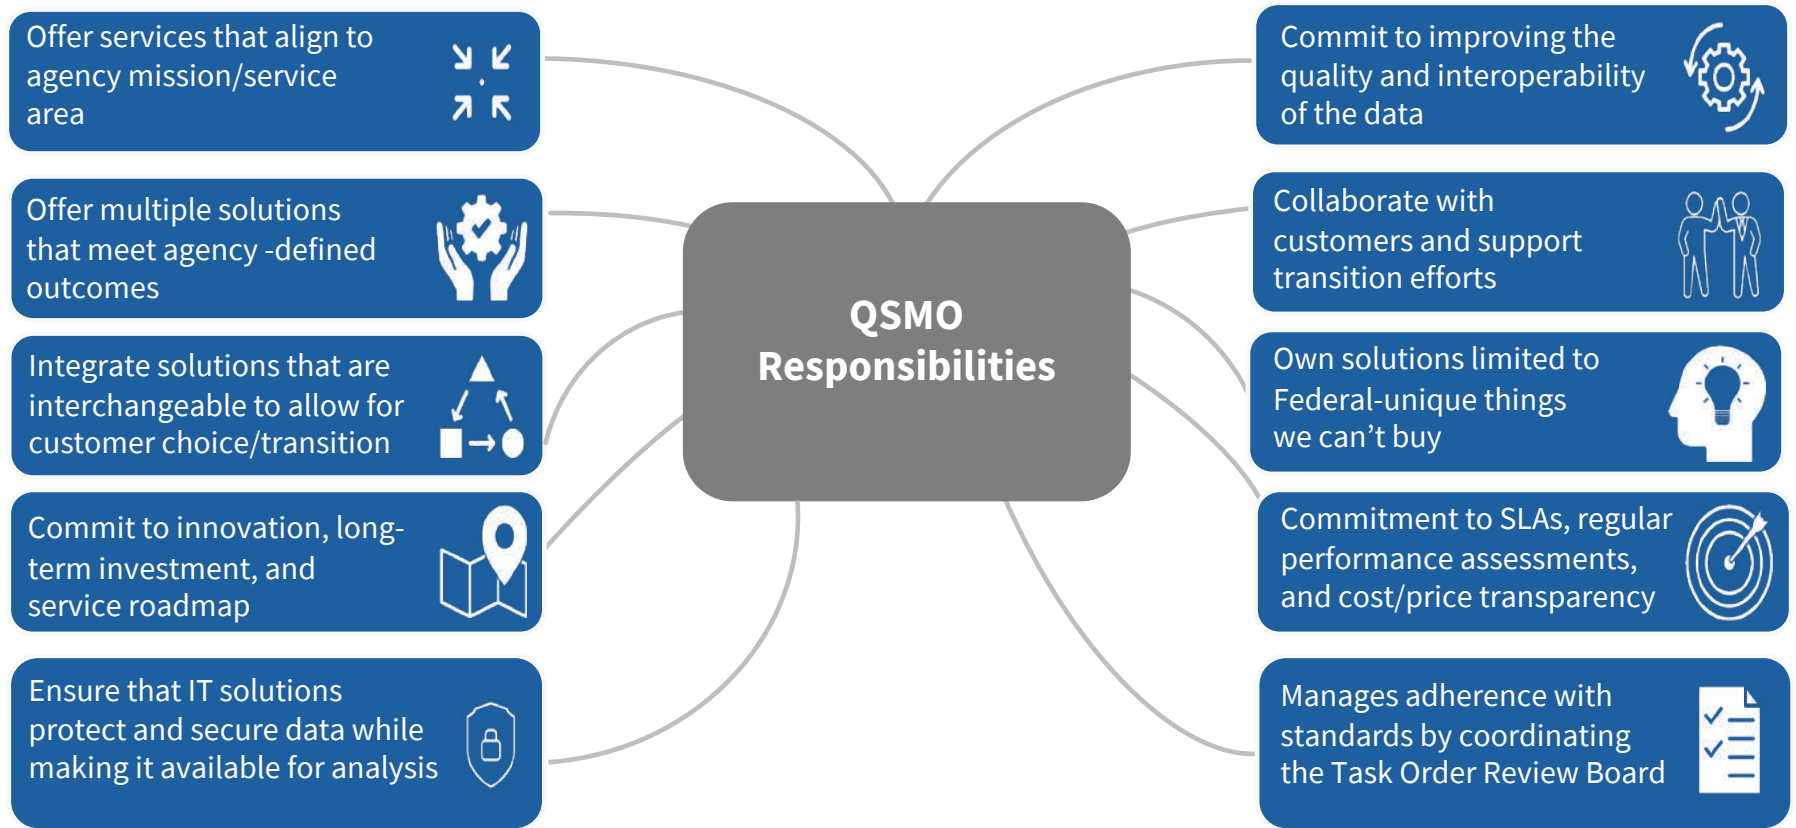 Offer services that align to
agency mission/service
area
Offer multiple solutions
that meet agency -defined
outcomes
Integrate solutions that are
interchangeable to allow for
customer choice/transition
Commit to innovation, long-
term investment, and
service roadmap
Ensure that IT solutions
protect and secure data while
making it available for analysis
QSMO
Responsibilities
Commit to improving the
quality and interoperability
of the data
Collaborate with
customers and support
transition efforts
Own solutions limited to
Federal-unique things
we can’t buy
Commitment to SLAs, regular
performance assessments,
and cost/price transparency
Manages adherence with
standards by coordinating
the Task Order Review Board